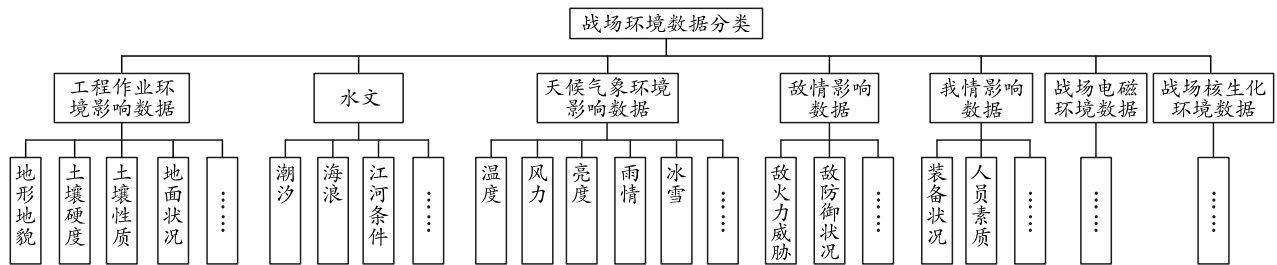 战场环境数据分类
工程作业环
境影响数据
水文
天候气象环境
影响数据
敌情影响
数据
我情影响
数据
战场电磁
环境数据
战场核生化
环境数据
地形地貌
土壤硬度
土壤性质
地面状况
……
潮汐
海浪
江河条件
……
温度
风力
亮度
雨情
冰雪
……
敌火力威胁
敌防御状况
……
装备状况
人员素质
……
……
……